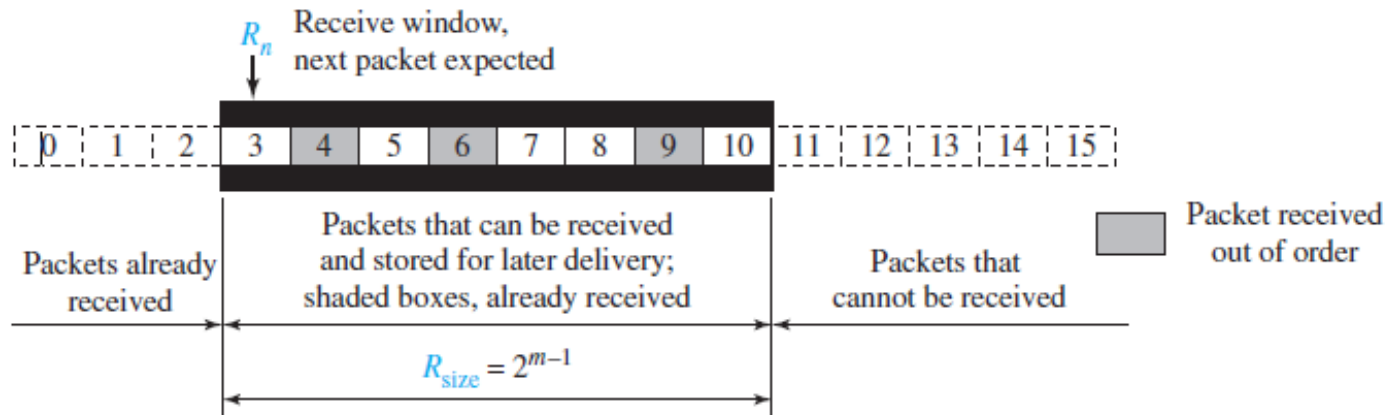 Rn Receive window,
next packet expected
0 1 2 3 4 5 6 7 8 9 10 11 12 13 14 15
Packets already
received
Packets that can be received
and stored for later delivery;
shaded boxes, already received
Packets that
cannot be received
Packet received
out of order
Rsize = 2^m–1